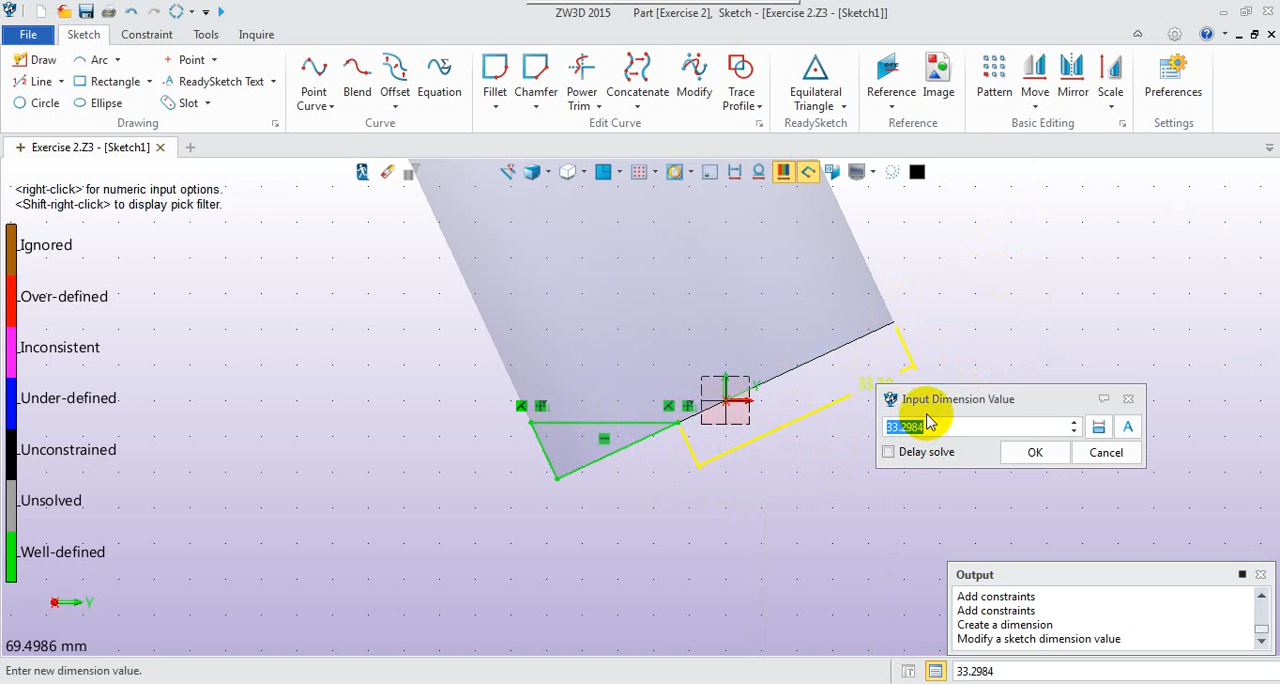 ZW3D 2015 Part [Exercise 2], Sketch - [Exercise 2.Z3 - [Sketch1]]
File Sketch Constraint Tools Inquire
Draw Arc Point
Line Rectangle ReadySketch Text
Circle Ellipse Slot
Drawing
Point Curve Blend Offset Equation
Curve
Fillet Chamfer Power Trim Concatenate Modify Trace Profile
Edit Curve
Equilateral Triangle
ReadySketch
Reference Image
Reference
Pattern Move Mirror Scale
Basic Editing
Preferences
Settings
Exercise 2.Z3 - [Sketch1]
<right-click> for numeric input options.
<Shift-right-click> to display pick filter.
Ignored
Over-defined
Inconsistent
Under-defined
Unconstrained
Unsolved
Well-defined
Y
Input Dimension Value
33.2984
Delay solve OK Cancel
Y
69.4986 mm
Output
Add constraints
Add constraints
Create a dimension
Modify a sketch dimension value
Enter new dimension value.
33.2984